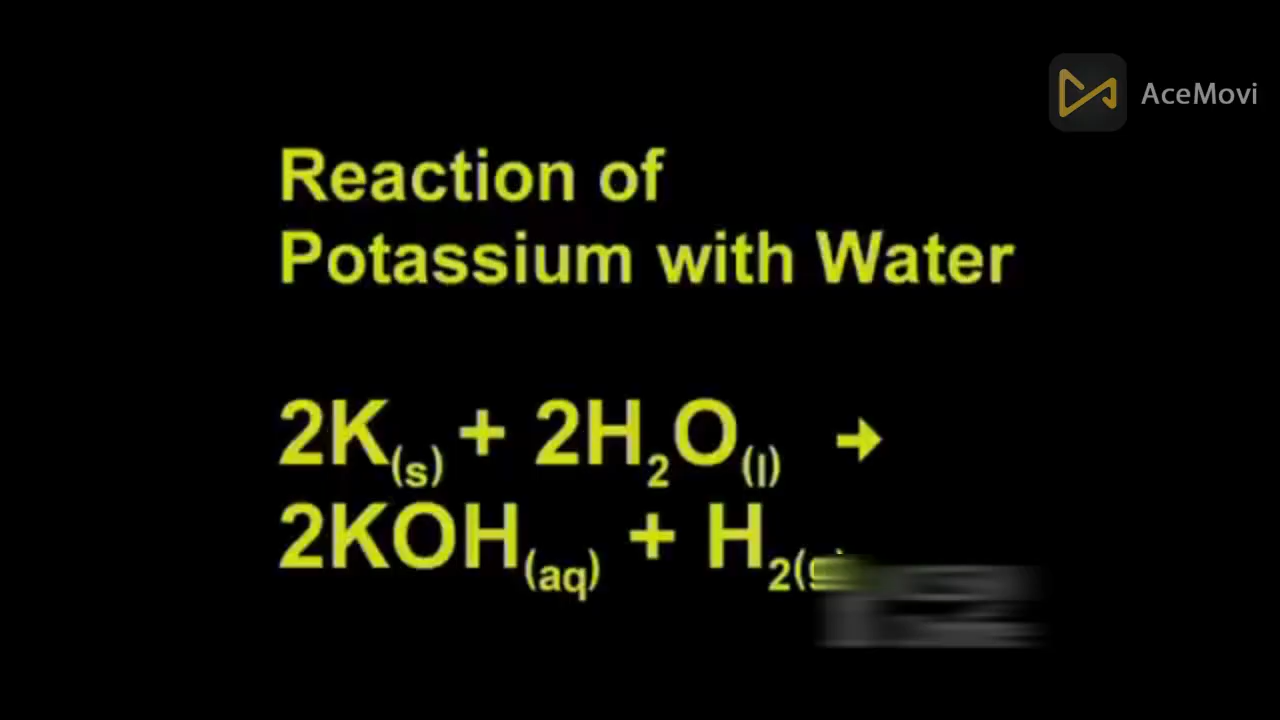 AceMovi
Reaction of
Potassium with Water
2K(s) + 2H₂O(l) →
2KOH(aq) + H₂(g)